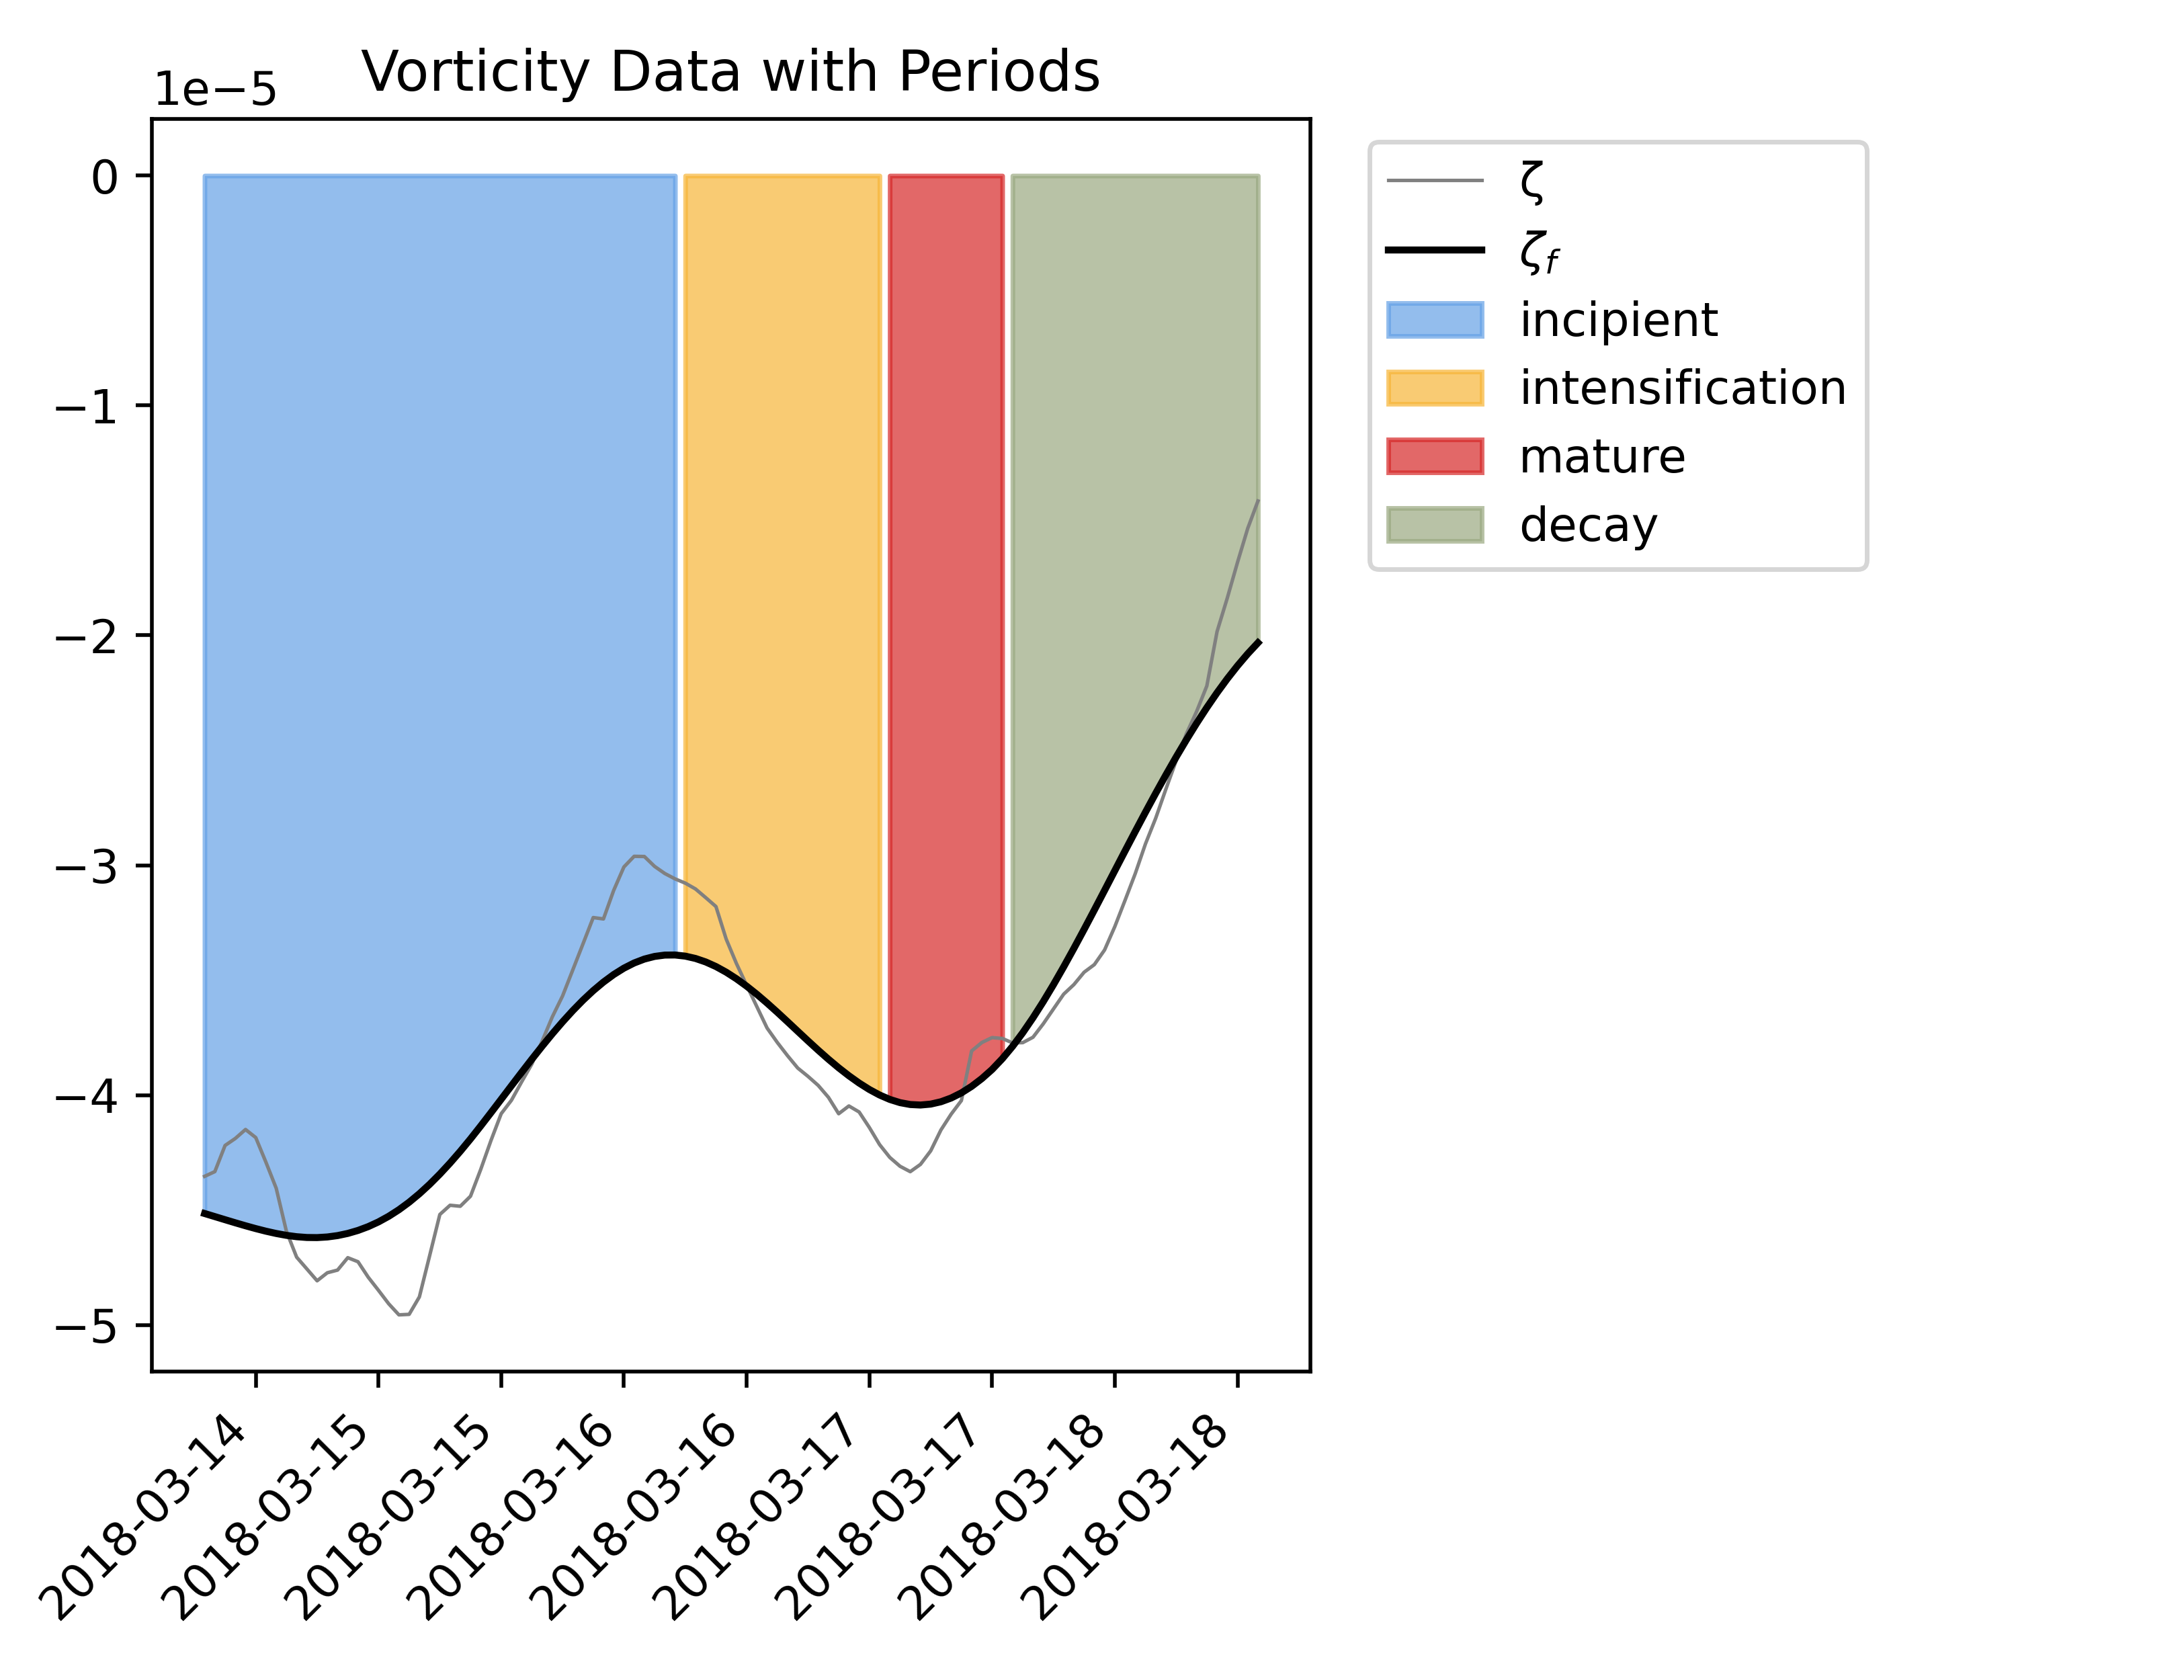 Vorticity Data with Periods
1e−5
0
−1
−2
−3
−4
−5
2018-03-14
2018-03-15
2018-03-15
2018-03-16
2018-03-16
2018-03-17
2018-03-17
2018-03-18
2018-03-18
ζ
ζf
incipient
intensification
mature
decay